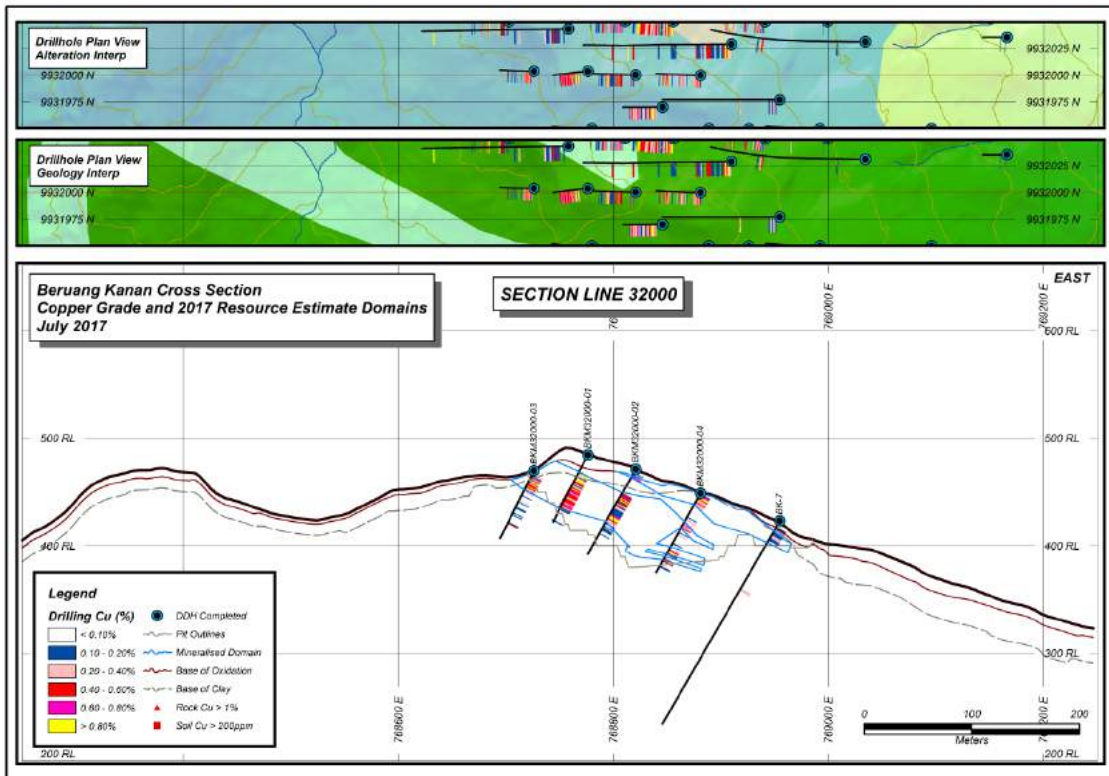 Drillhole Plan View
Alteration Interp
9932025 N
9932000 N
9932000 N
9931975 N
9931975 N
Drillhole Plan View
Geology Interp
9932025 N
9932000 N
9932000 N
9931975 N
9931975 N
Beruang Kanan Cross Section
Copper Grade and 2017 Resource Estimate Domains
July 2017
SECTION LINE 32000
EAST
769000 E
769200 E
600 RL
BKM32000-03
BKM32000-01
BKM32000-02
BKM32000-04
BK-7
500 RL
500 RL
400 RL
400 RL
300 RL
Legend
Drilling Cu (%)
< 0.10%
0.10 - 0.20%
0.20 - 0.40%
0.40 - 0.60%
0.60 - 0.80%
> 0.80%
DDH Completed
Pit Outlines
Mineralised Domain
Base of Oxidation
Base of Clay
Rock Cu > 1%
Soil Cu > 200ppm
768600 E
768800 E
769000 E
769200 E
0 100 200
Meters
200 RL
200 RL